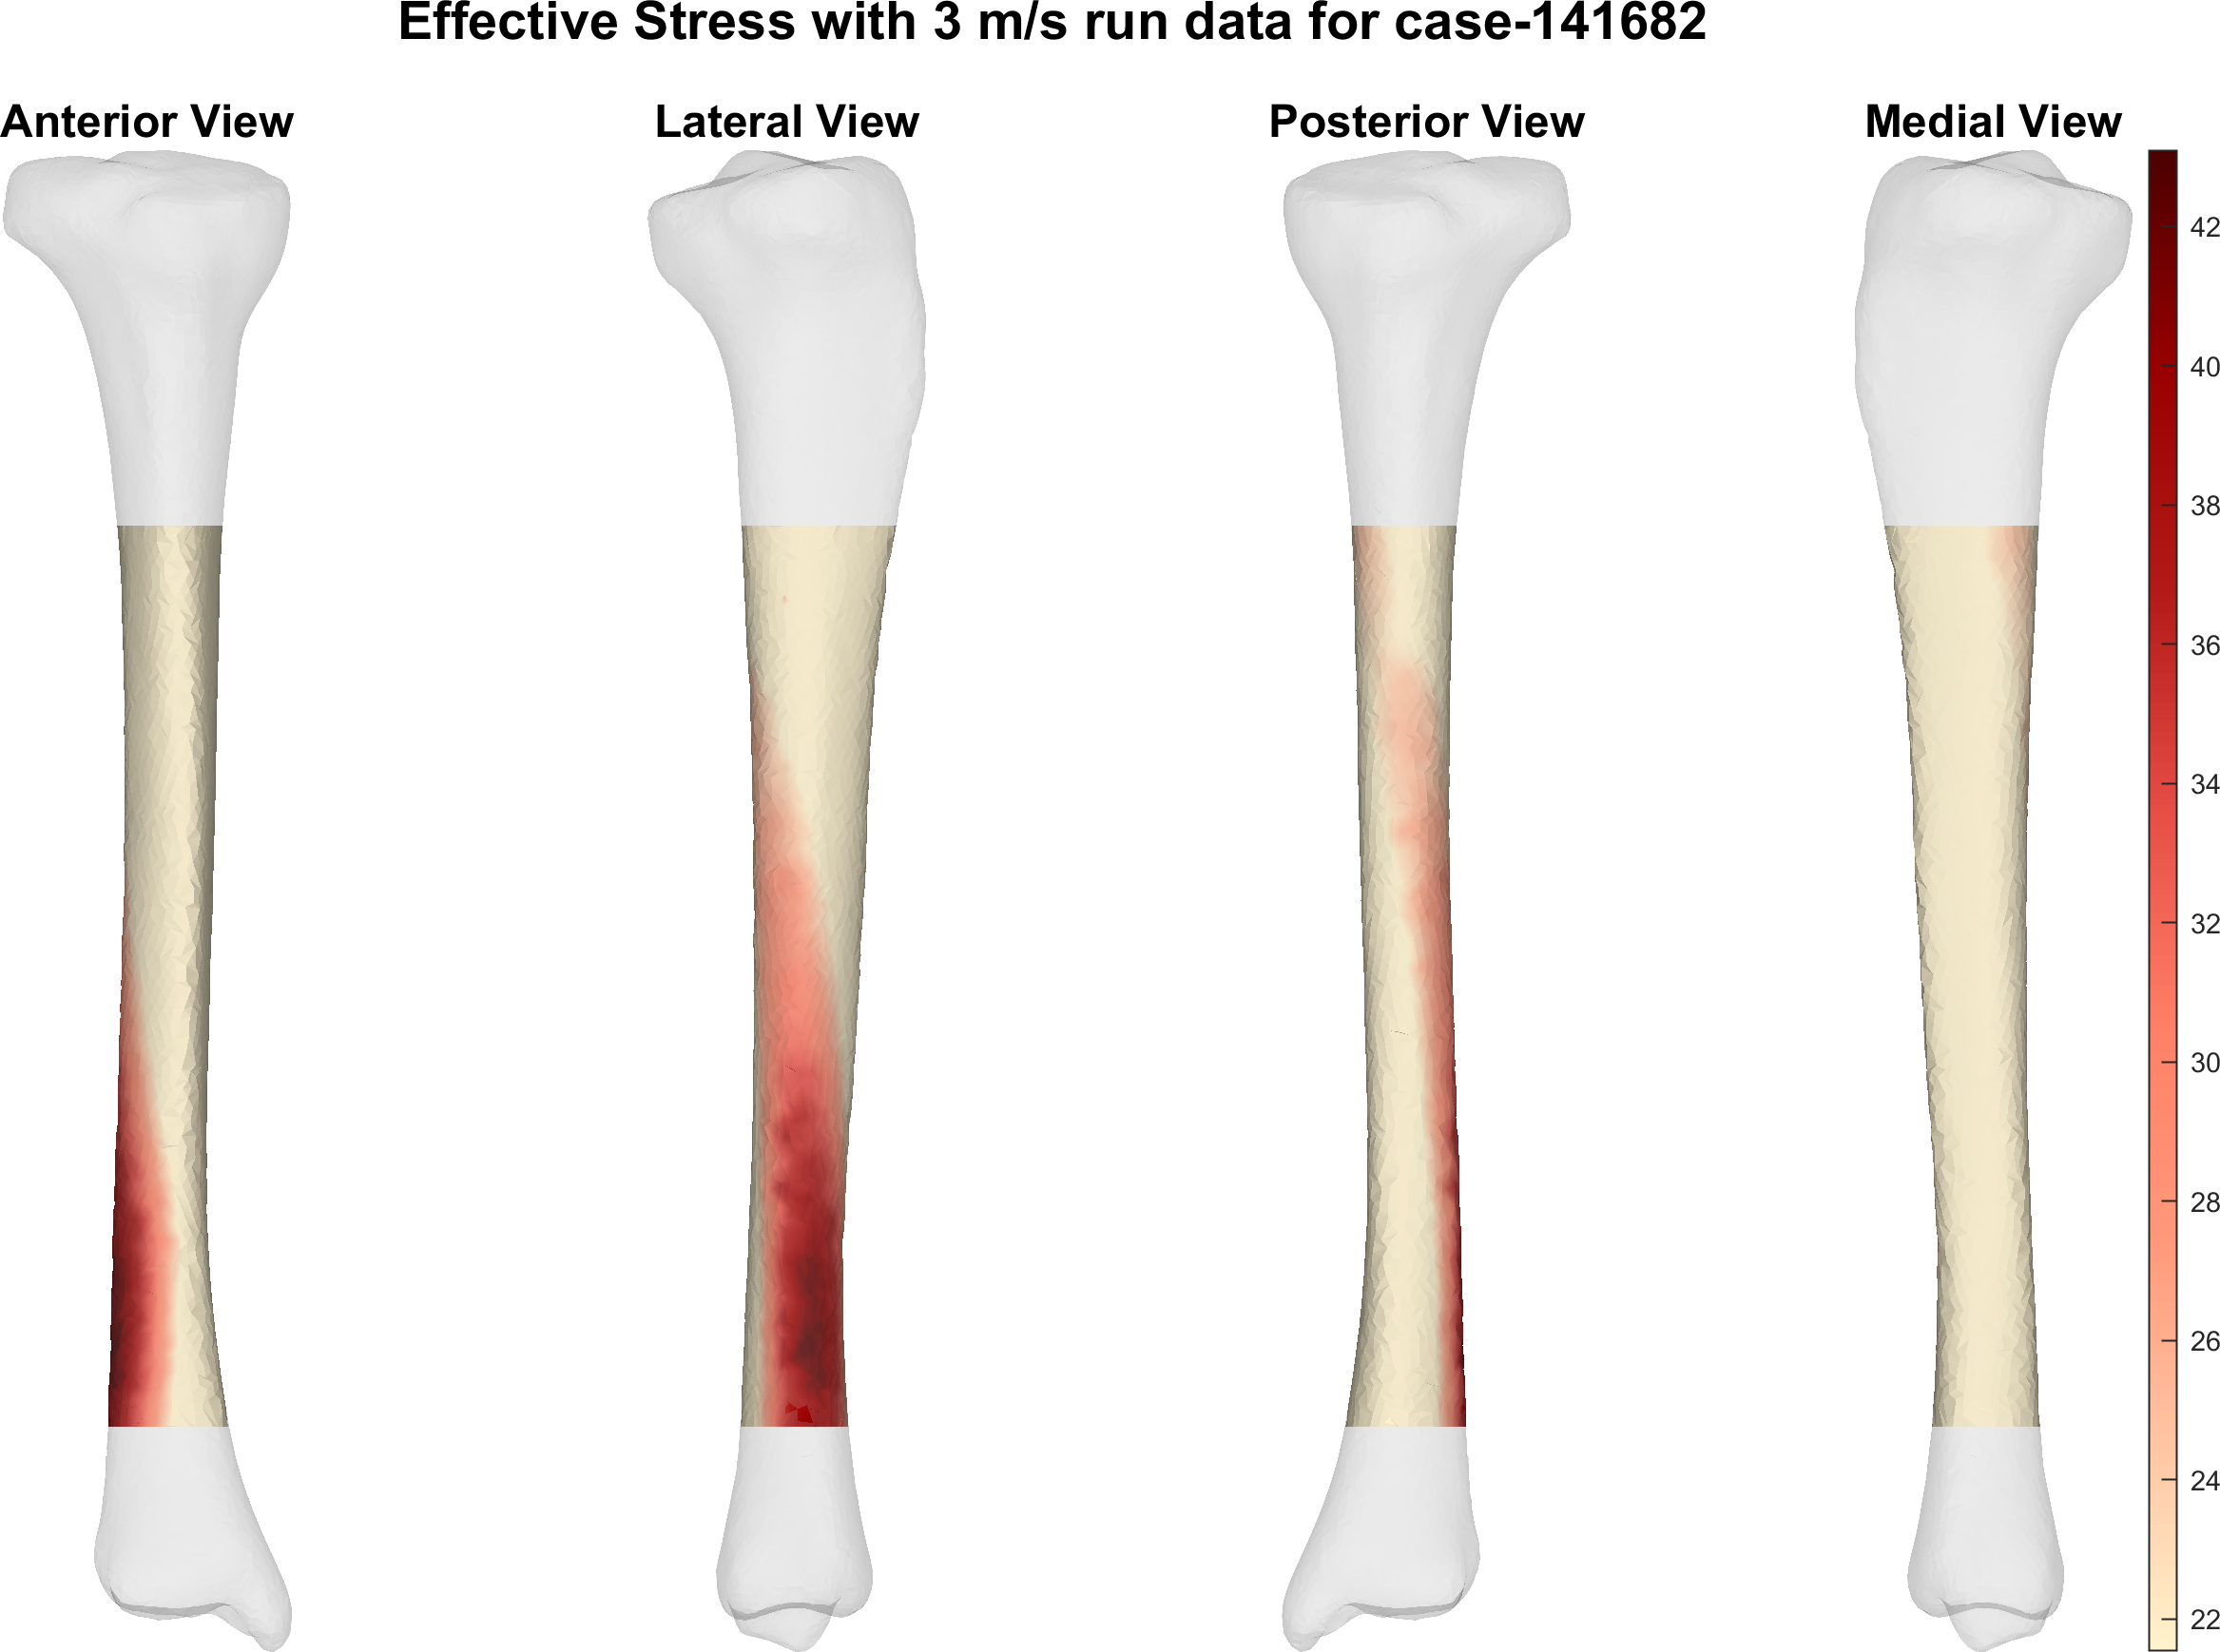 Effective Stress with 3 m/s run data for case-141682
Anterior View
Lateral View
Posterior View
Medial View
42
40
38
36
34
32
30
28
26
24
22